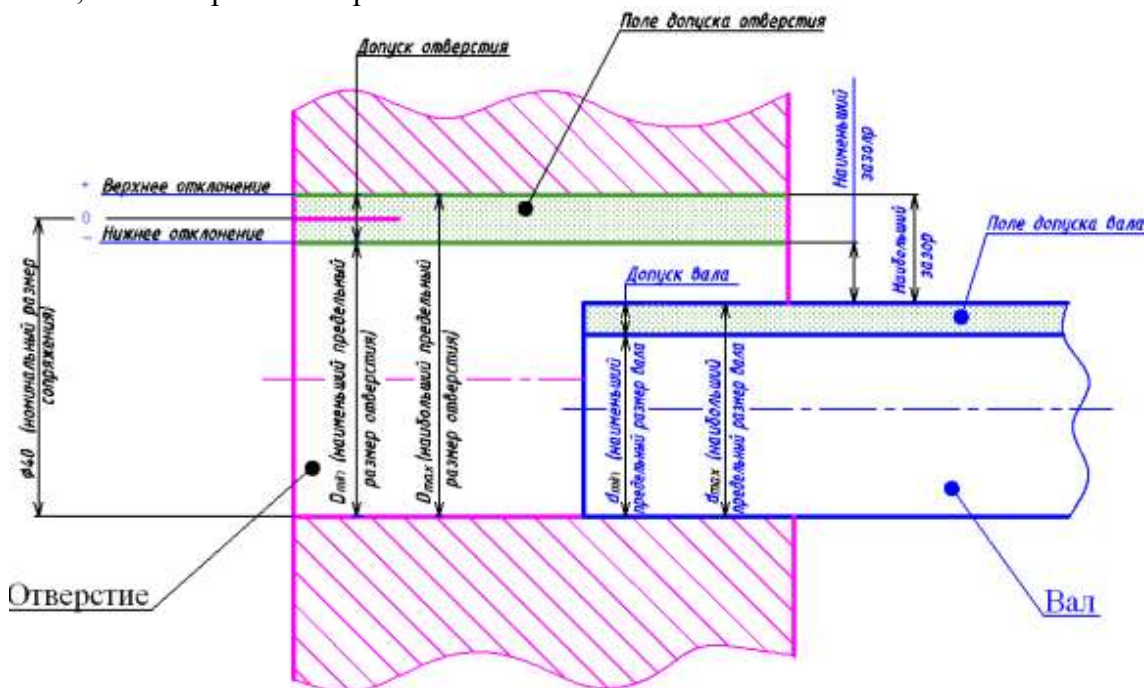 Поле допуска отверстия
Допуск отверстия
Наименьший
зазор
+ Верхнее отклонение
0
− Нижнее отклонение
Наибольший
зазор
Поле допуска вала
Допуск вала
ø40 (номинальный размер
сопряжения)
Dmin (наименьший предельный
размер отверстия)
Dmax (наибольший предельный
размер отверстия)
dmin (наименьший
предельный размер вала
dmax (наибольший
предельный размер вала
Отверстие
Вал